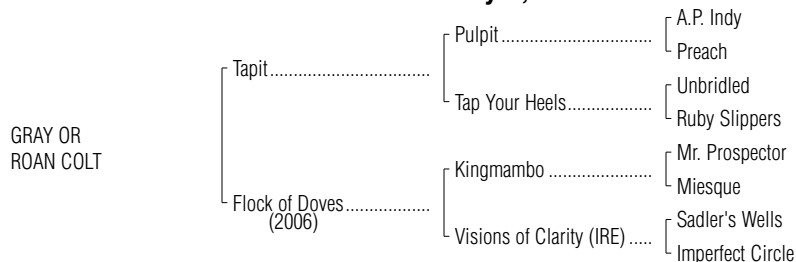 GRAY OR
ROAN COLT
Tapit
Flock of Doves
(2006)
Pulpit
Tap Your Heels
Kingmambo
Visions of Clarity (IRE)
A.P. Indy
Preach
Unbridled
Ruby Slippers
Mr. Prospector
Miesque
Sadler's Wells
Imperfect Circle